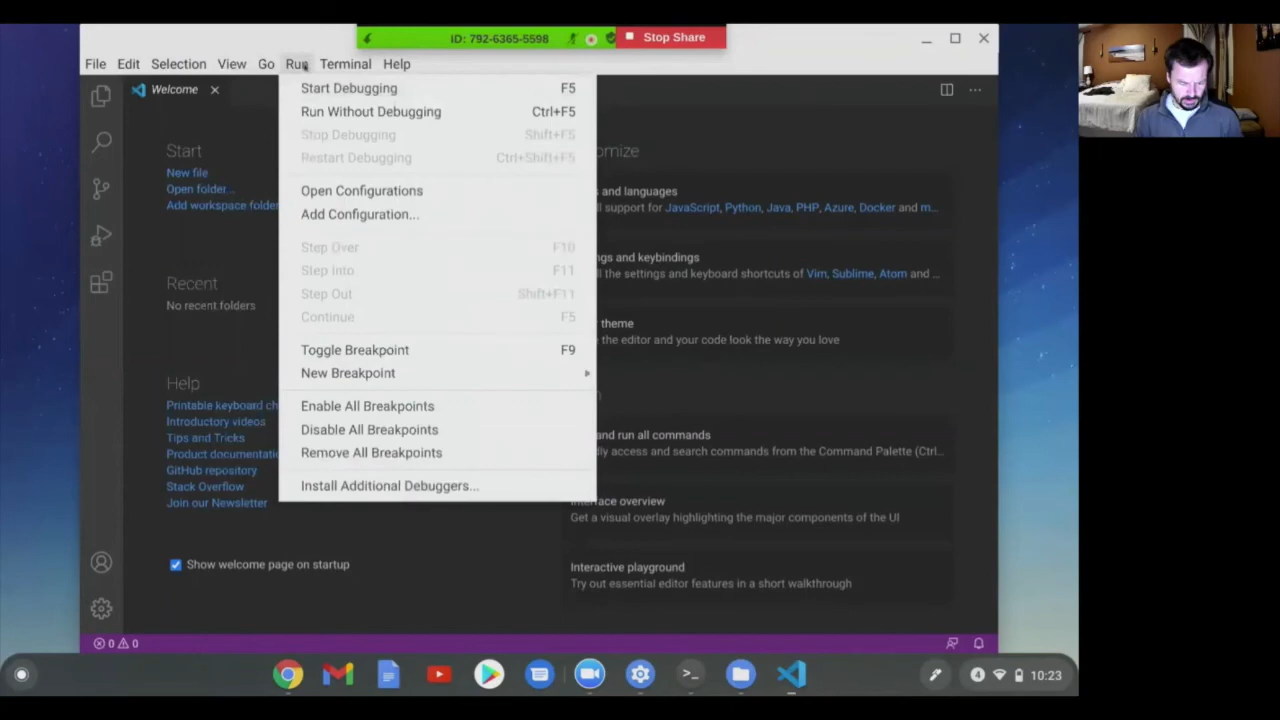 ID: 792-6365-5598
Stop Share
File Edit Selection View Go Run Terminal Help
Welcome
Start Debugging F5
Run Without Debugging Ctrl+F5
Stop Debugging Shift+F5
Restart Debugging Ctrl+Shift+F5
Open Configurations
Add Configuration...
Step Over F10
Step Into F11
Step Out Shift+F11
Continue F5
Toggle Breakpoint F9
New Breakpoint
Enable All Breakpoints
Disable All Breakpoints
Remove All Breakpoints
Install Additional Debuggers...
Start
New file
Open folder...
Add workspace folder
Recent
No recent folders
Help
Printable keyboard ch
Introductory videos
Tips and Tricks
Product documentati
GitHub repository
Stack Overflow
Join our Newsletter
Show welcome page on startup
omize
s and languages
ll support for JavaScript, Python, Java, PHP, Azure, Docker and m...
ngs and keybindings
ll the settings and keyboard shortcuts of Vim, Sublime, Atom and ...
r theme
e the editor and your code look the way you love
n
and run all commands
dly access and search commands from the Command Palette (Ctrl...
Interface overview
Get a visual overlay highlighting the major components of the UI
Interactive playground
Try out essential editor features in a short walkthrough
0 0
4 10:23